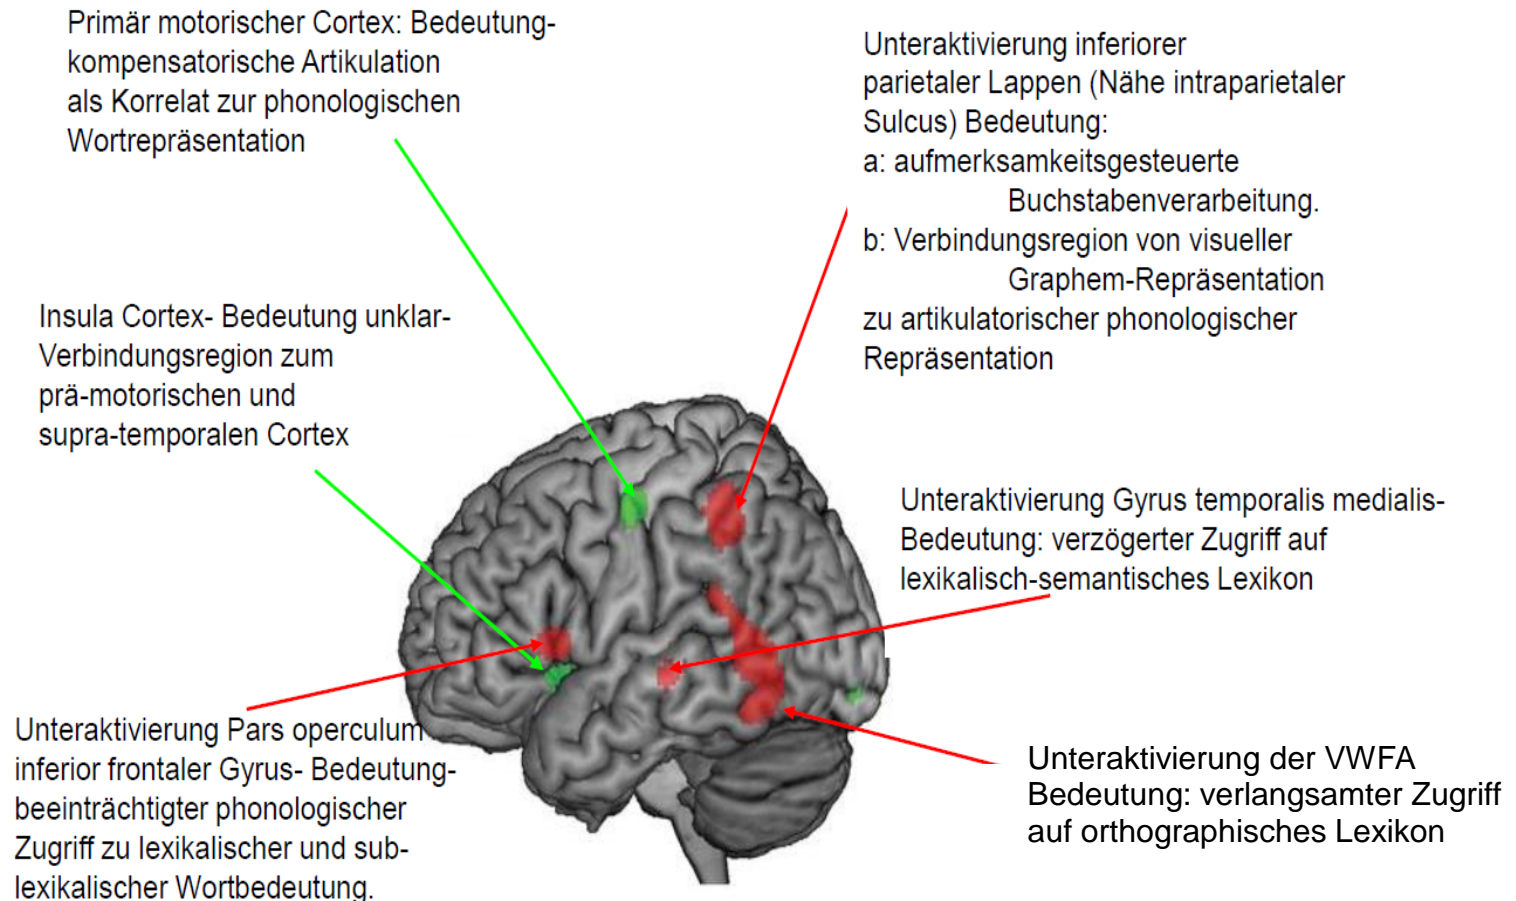 Primär motorischer Cortex: Bedeutung-
kompensatorische Artikulation
als Korrelat zur phonologischen
Wortrepräsentation
Unteraktivierung inferiorer
parietaler Lappen (Nähe intraparietaler
Sulcus) Bedeutung:
a: aufmerksamkeitsgesteuerte
Buchstabenverarbeitung.
b: Verbindungsregion von visueller
Graphem-Repräsentation
zu artikulatorischer phonologischer
Repräsentation
Insula Cortex- Bedeutung unklar-
Verbindungsregion zum
prä-motorischen und
supra-temporalen Cortex
Unteraktivierung Gyrus temporalis medialis-
Bedeutung: verzögerter Zugriff auf
lexikalisch-semantisches Lexikon
Unteraktivierung Pars operculum
inferior frontaler Gyrus- Bedeutung-
beeinträchtigter phonologischer
Zugriff zu lexikalischer und sub-
lexikalischer Wortbedeutung.
Unteraktivierung der VWFA
Bedeutung: verlangsamter Zugriff
auf orthographisches Lexikon